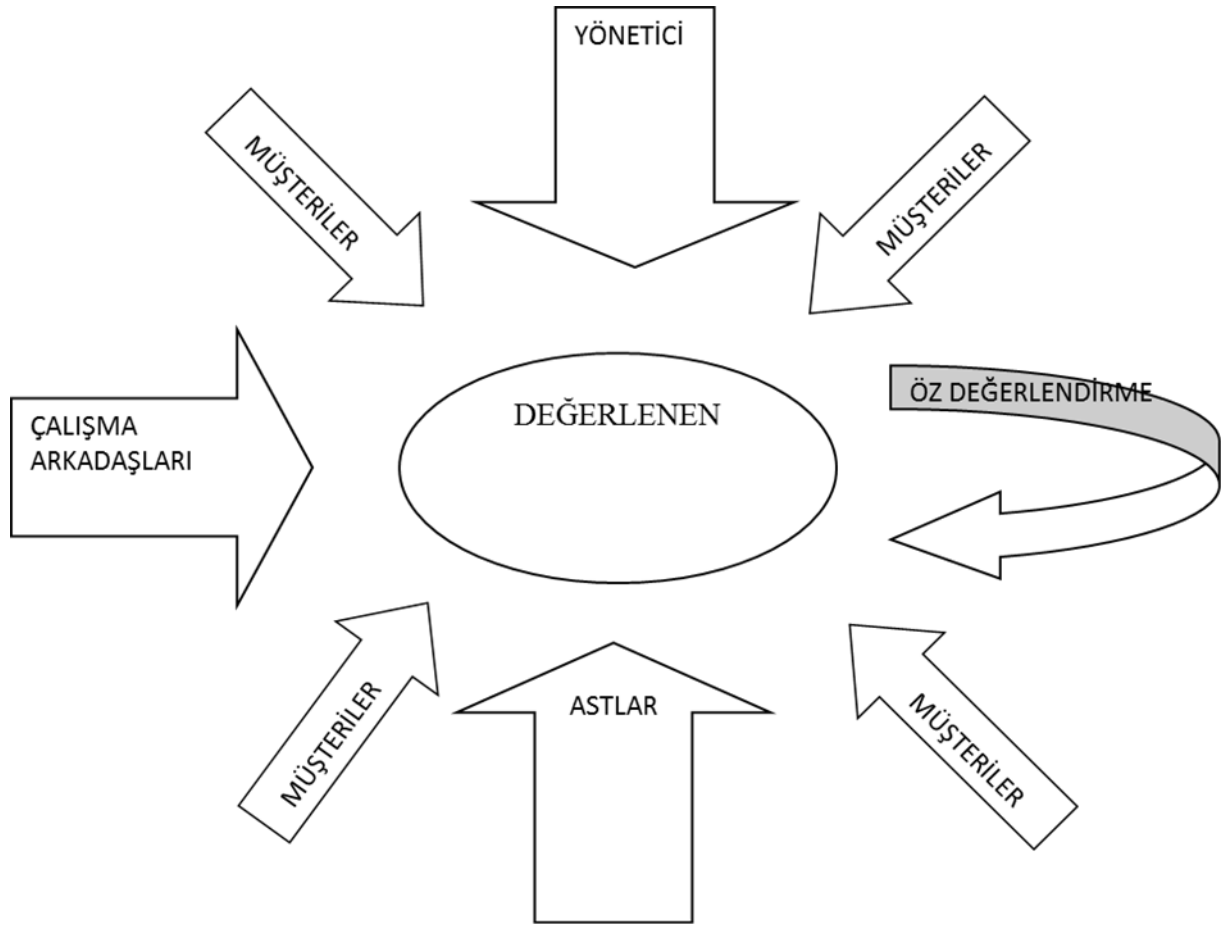 YÖNETİCİ
MÜŞTERİLER
MÜŞTERİLER
ÖZ DEĞERLENDİRME
DEĞERLENEN
ÇALIŞMA
ARKADAŞLARI
MÜŞTERİLER
ASTLAR
MÜŞTERİLER